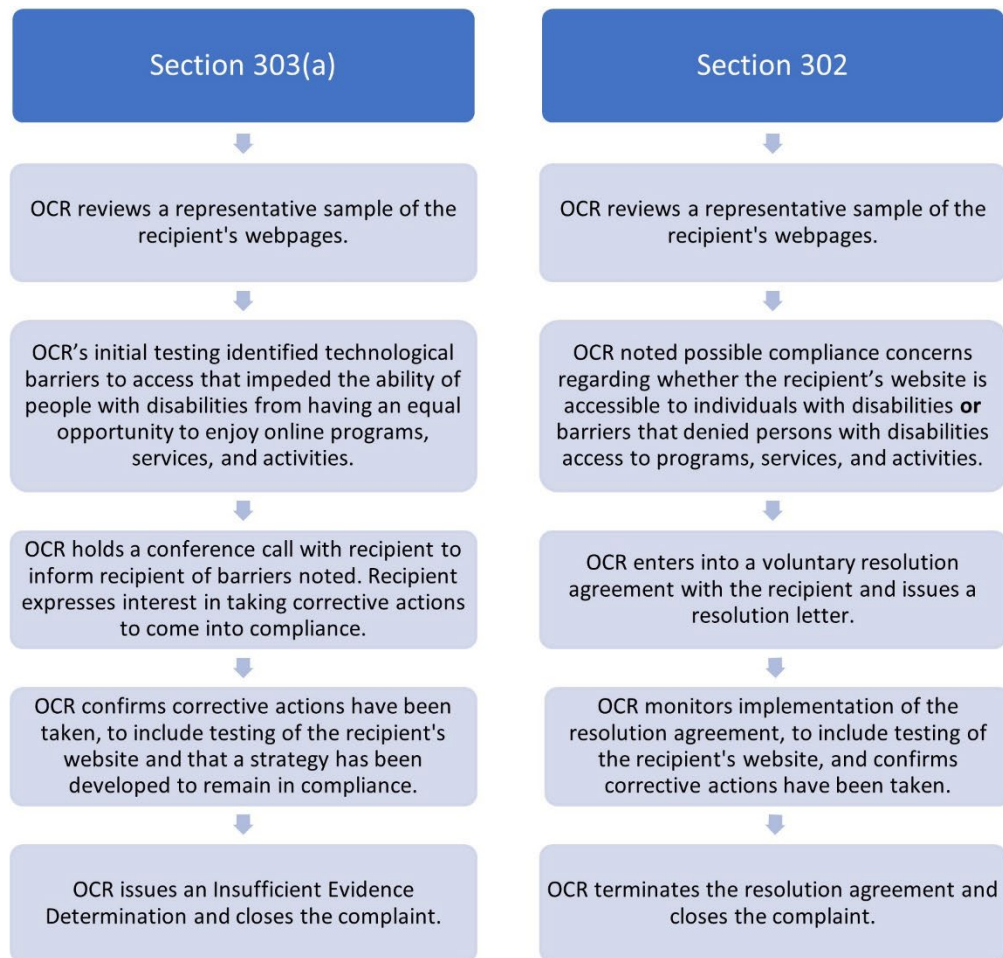 Section 303(a)
OCR reviews a representative sample of the
recipient's webpages.
OCR’s initial testing identified technological
barriers to access that impeded the ability of
people with disabilities from having an equal
opportunity to enjoy online programs,
services, and activities.
OCR holds a conference call with recipient to
inform recipient of barriers noted. Recipient
expresses interest in taking corrective actions
to come into compliance.
OCR confirms corrective actions have been
taken, to include testing of the recipient's
website and that a strategy has been
developed to remain in compliance.
OCR issues an Insufficient Evidence
Determination and closes the complaint.
Section 302
OCR reviews a representative sample of the
recipient's webpages.
OCR noted possible compliance concerns
regarding whether the recipient’s website is
accessible to individuals with disabilities or
barriers that denied persons with disabilities
access to programs, services, and activities.
OCR enters into a voluntary resolution
agreement with the recipient and issues a
resolution letter.
OCR monitors implementation of the
resolution agreement, to include testing of
the recipient's website, and confirms
corrective actions have been taken.
OCR terminates the resolution agreement and
closes the complaint.